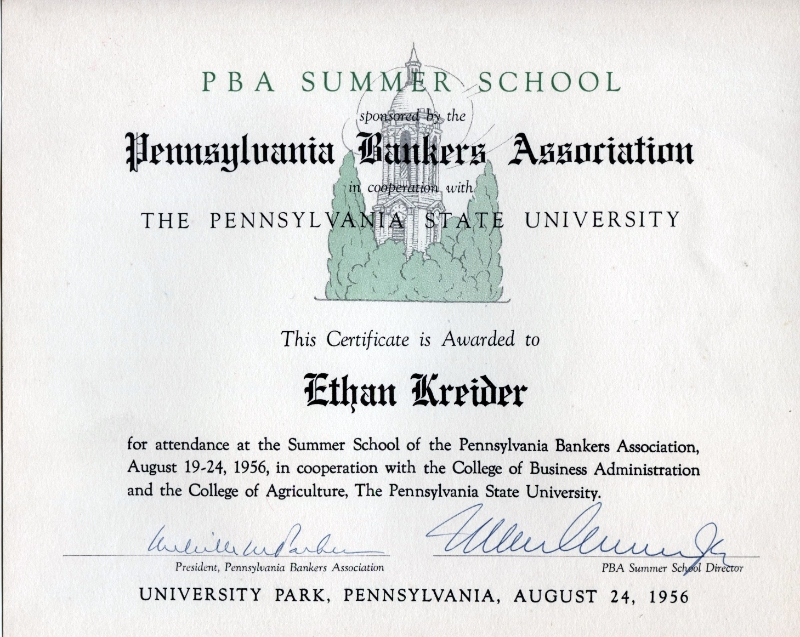 PBA SUMMER SCHOOL
sponsored by the
Pennsylvania Bankers Association
in cooperation with
THE PENNSYLVANIA STATE UNIVERSITY
This Certificate is Awarded to
Ethan Kreider
for attendance at the Summer School of the Pennsylvania Bankers Association,
August 19-24, 1956, in cooperation with the College of Business Administration
and the College of Agriculture, The Pennsylvania State University.
President, Pennsylvania Bankers Association
PBA Summer School Director
UNIVERSITY PARK, PENNSYLVANIA, AUGUST 24, 1956